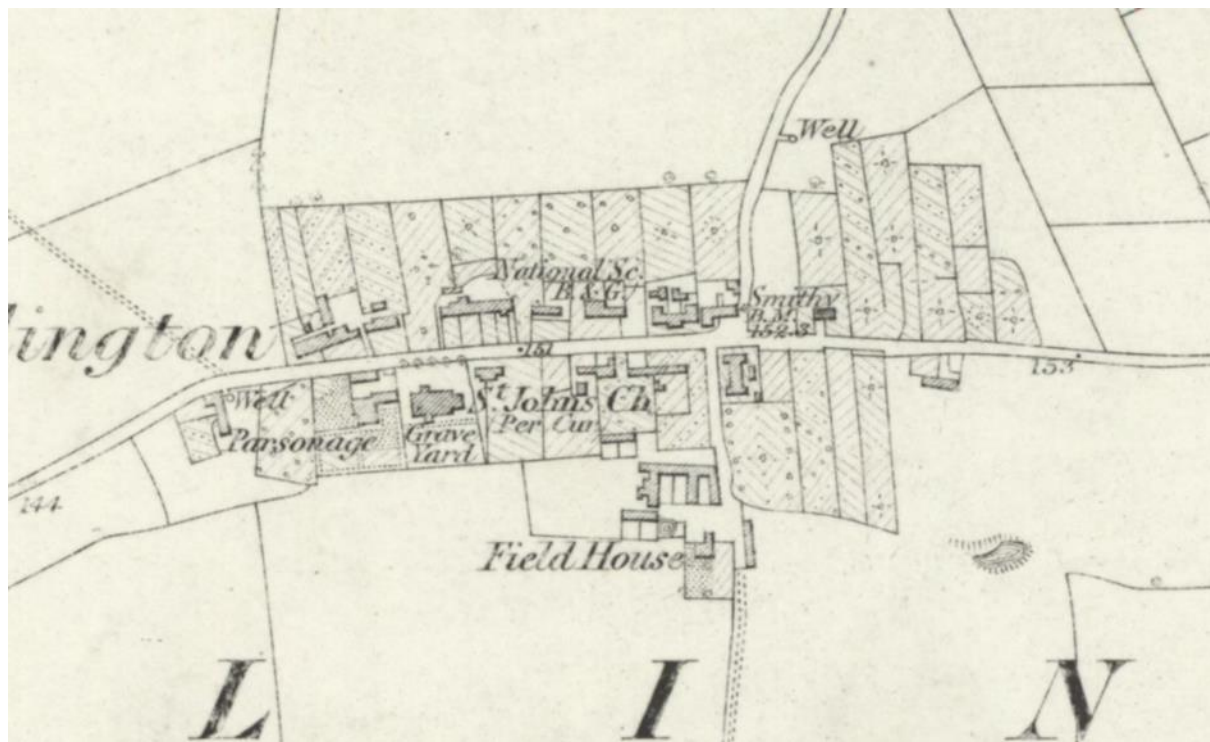 Well
National Sc.
B. & G.
Smithy
B.M.
152.3
lington
151
153
Well
St. Johns Ch.
Per. Cur.
Parsonage
Grave
Yard
144
Field House
L I N